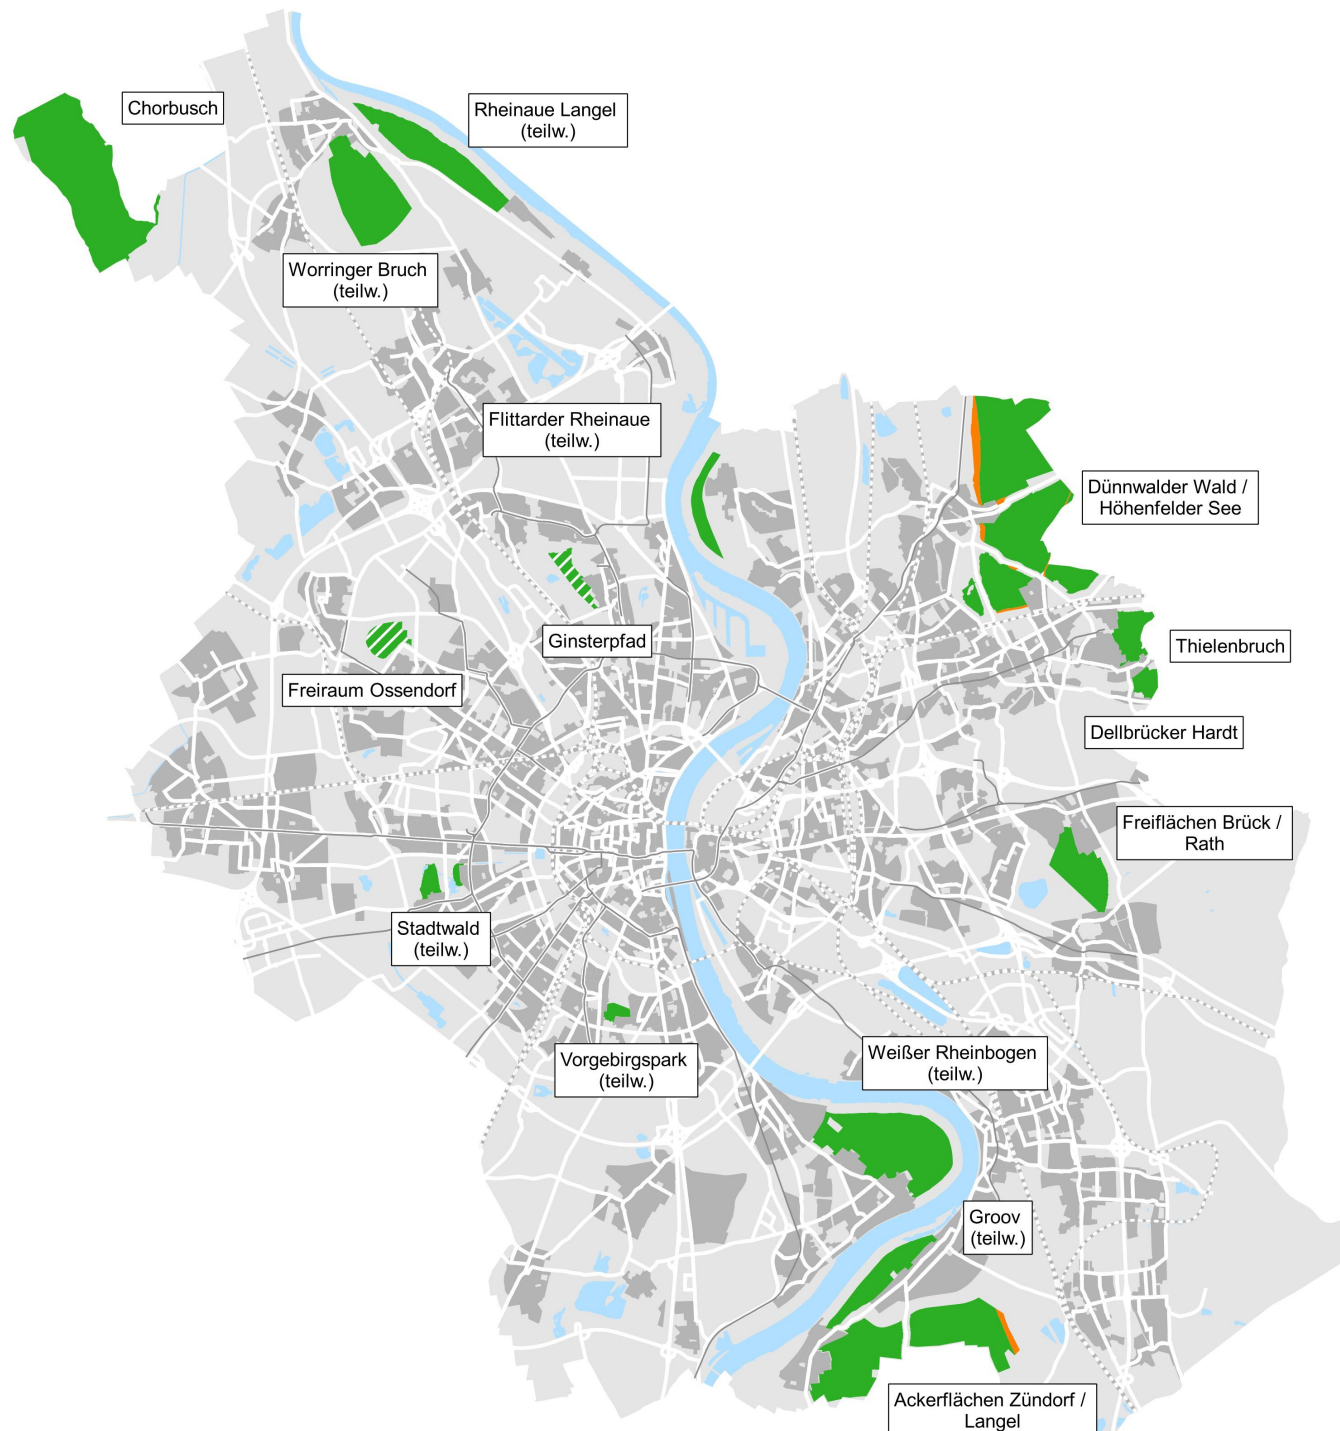 Chorbusch
Rheinaue Langel
(teilw.)
Worringer Bruch
(teilw.)
Flittarder Rheinaue
(teilw.)
Dünnwalder Wald /
Höhenfelder See
Ginsterpfad
Thielenbruch
Freiraum Ossendorf
Dellbrücker Hardt
Freiflächen Brück /
Rath
Stadtwald
(teilw.)
Vorgebirgspark
(teilw.)
Weißer Rheinbogen
(teilw.)
Groov
(teilw.)
Ackerflächen Zündorf /
Langel